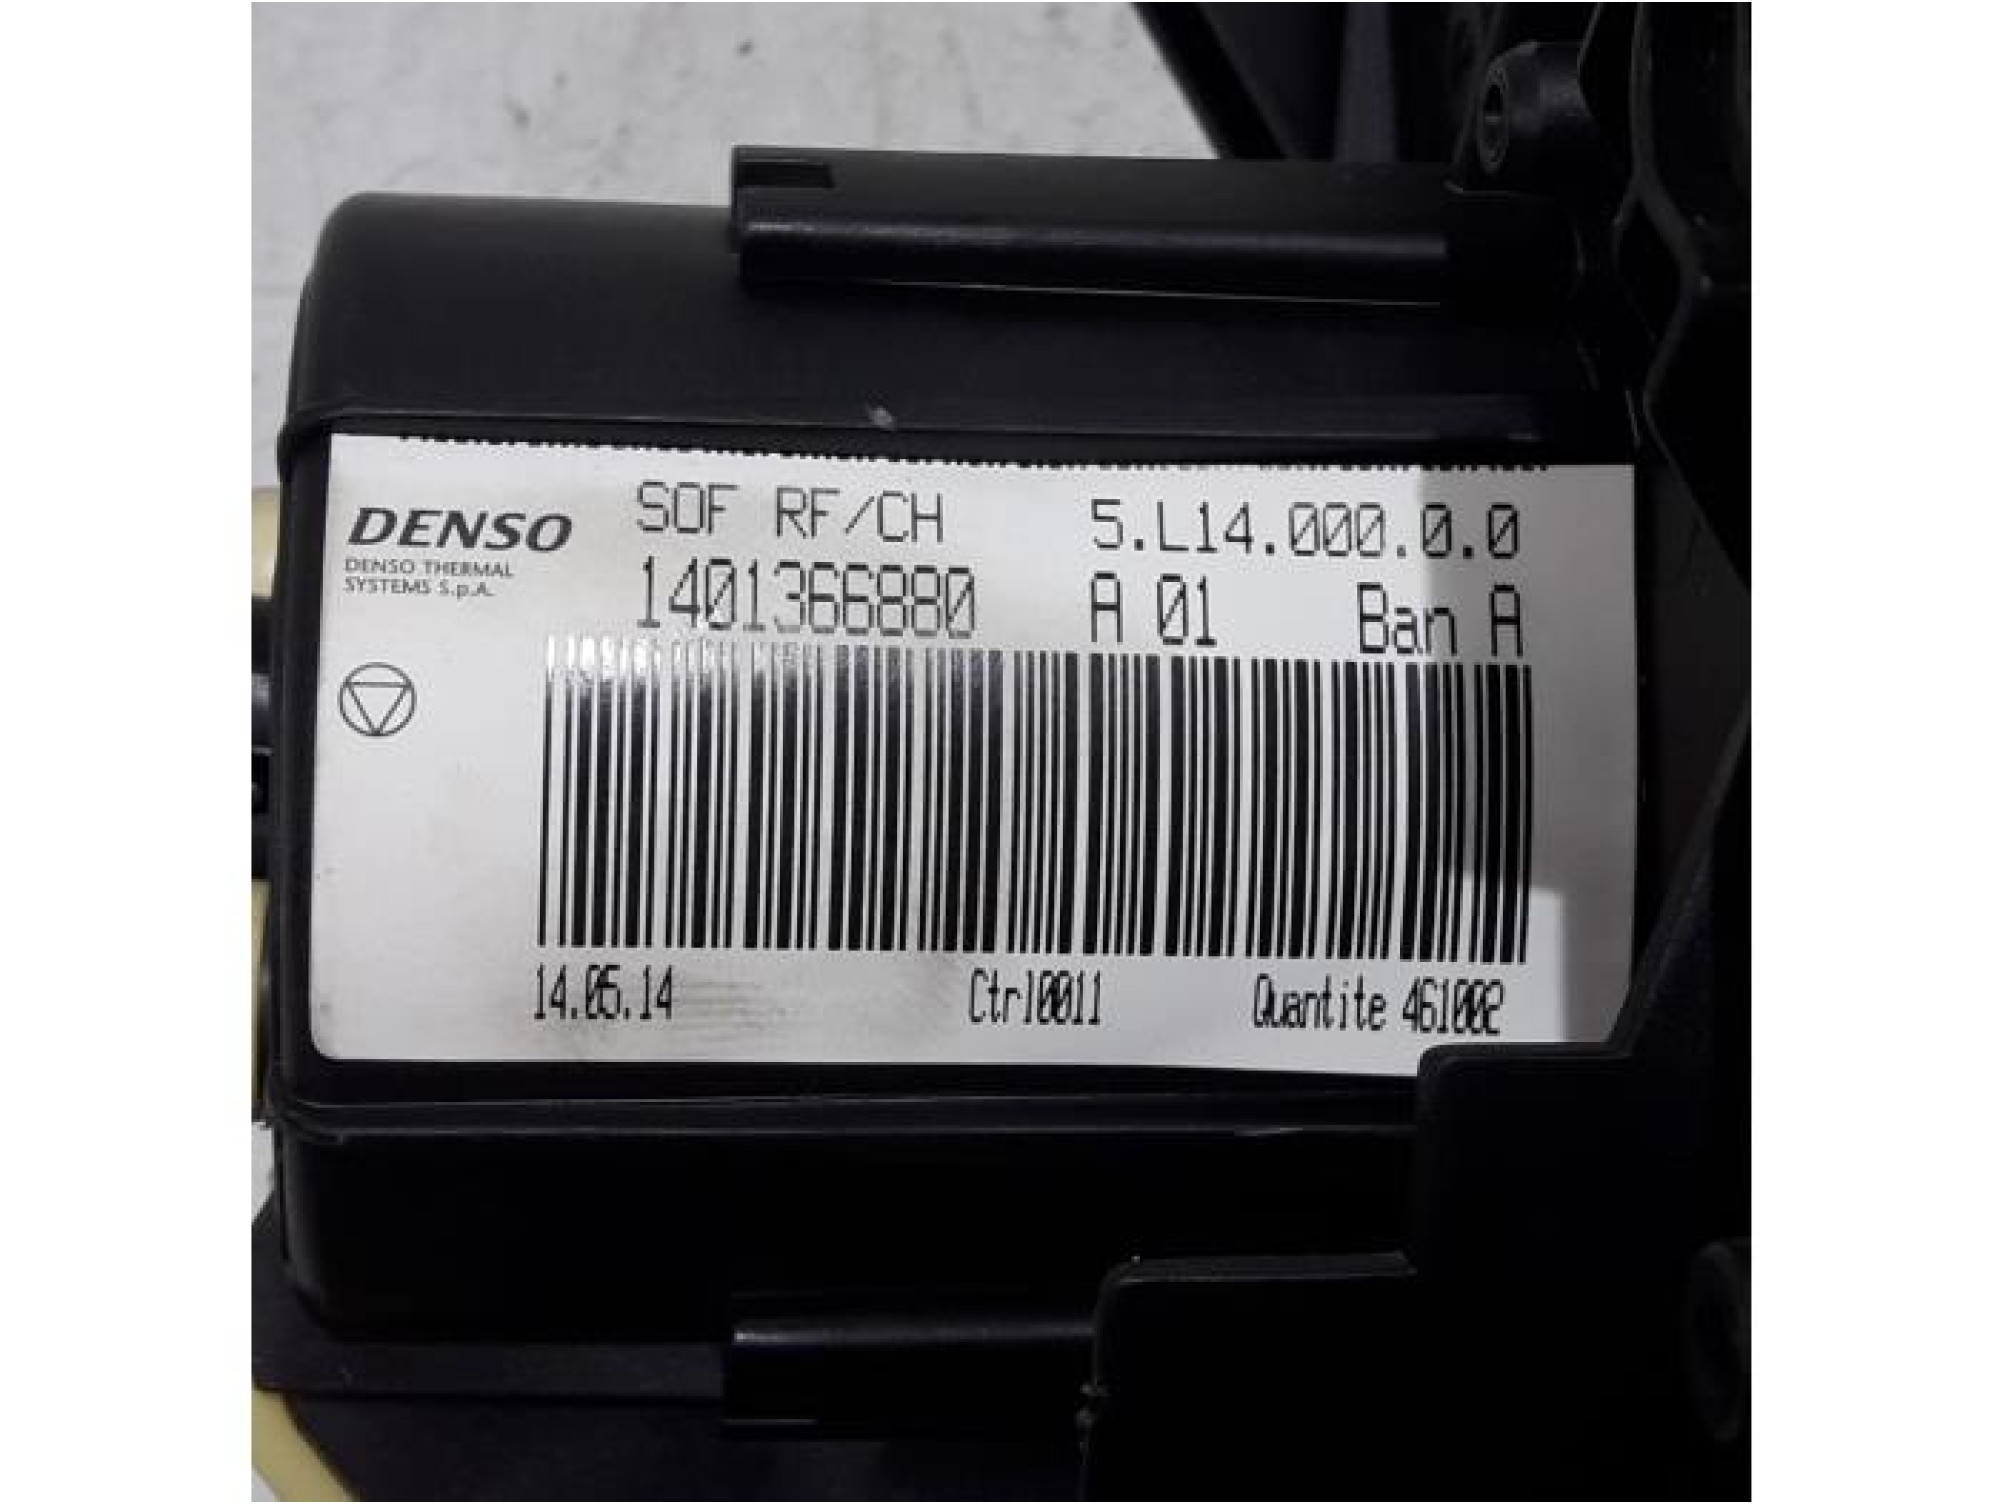 DENSO
DENSO THERMAL
SYSTEMS S.p.A.
SOF RF/CH 5.L14.000.0.0
1401366880 A 01 Ban A
14.05.14 Ctrl0011 Quantite 461002